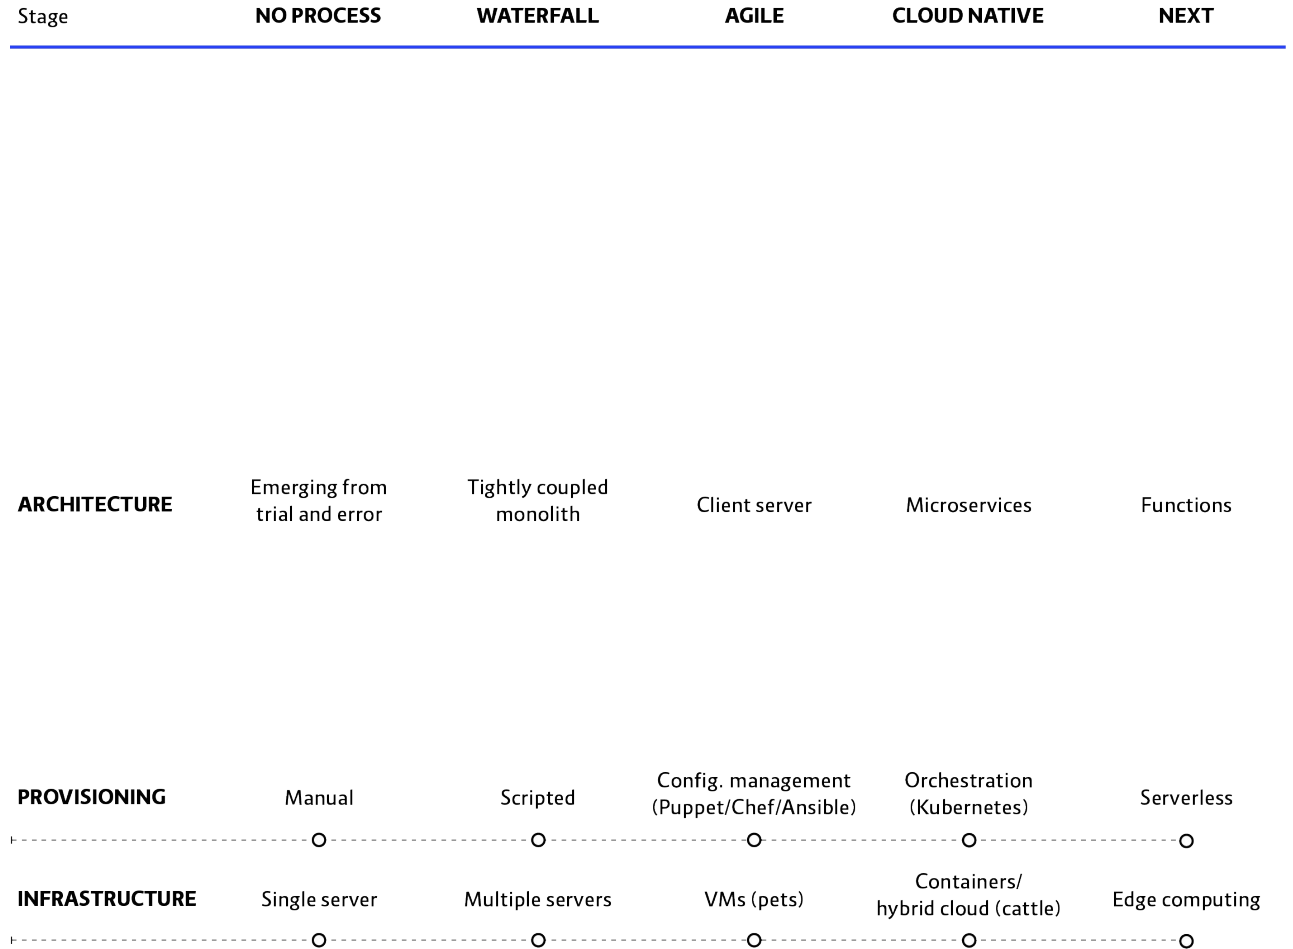 Stage NO PROCESS WATERFALL AGILE CLOUD NATIVE NEXT
ARCHITECTURE
Emerging from
trial and error
Tightly coupled
monolith
Client server
Microservices
Functions
PROVISIONING
Manual
Scripted
Config. management
(Puppet/Chef/Ansible)
Orchestration
(Kubernetes)
Serverless
INFRASTRUCTURE
Single server
Multiple servers
VMs (pets)
Containers/
hybrid cloud (cattle)
Edge computing